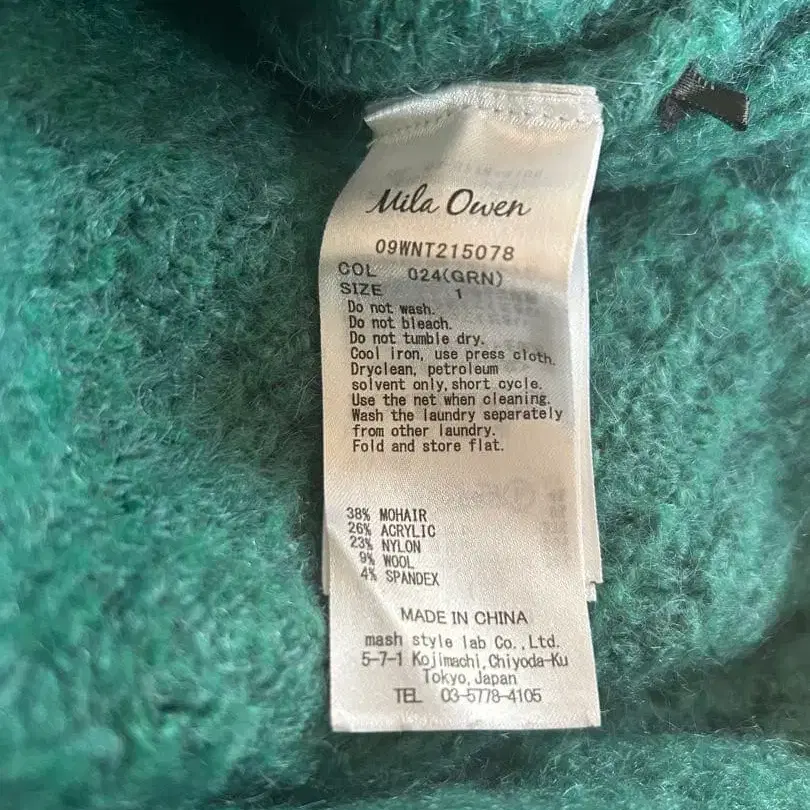 Mila Owen
09WNT215078
COL 024(GRN)
SIZE 1
Do not wash.
Do not bleach.
Do not tumble dry.
Cool iron, use press cloth.
Dryclean, petroleum
solvent only, short cycle.
Use the net when cleaning.
Wash the laundry separately
from other laundry.
Fold and store flat.
38% MOHAIR
26% ACRYLIC
23% NYLON
9% WOOL
4% SPANDEX
MADE IN CHINA
mash style lab Co., Ltd.
5-7-1 Kojimachi, Chiyoda-Ku
Tokyo, Japan
TEL 03-5778-4105